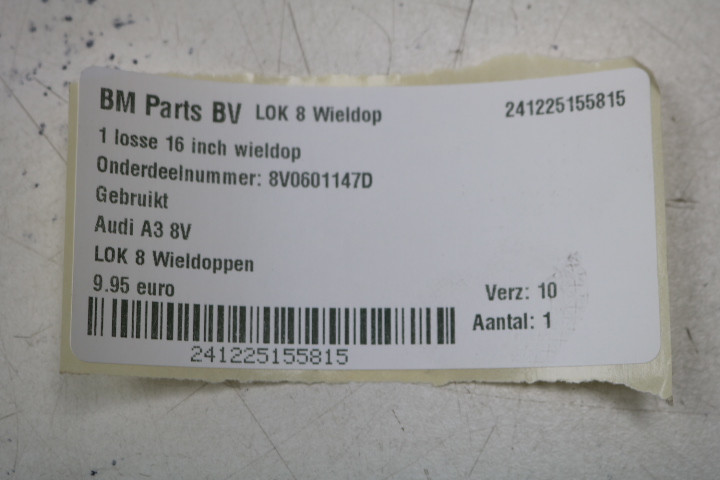 BM Parts BV LOK 8 Wieldop 241225155815
1 losse 16 inch wieldop
Onderdeelnummer: 8V0601147D
Gebruikt
Audi A3 8V
LOK 8 Wieldoppen
9.95 euro Verz: 10
Aantal: 1
241225155815